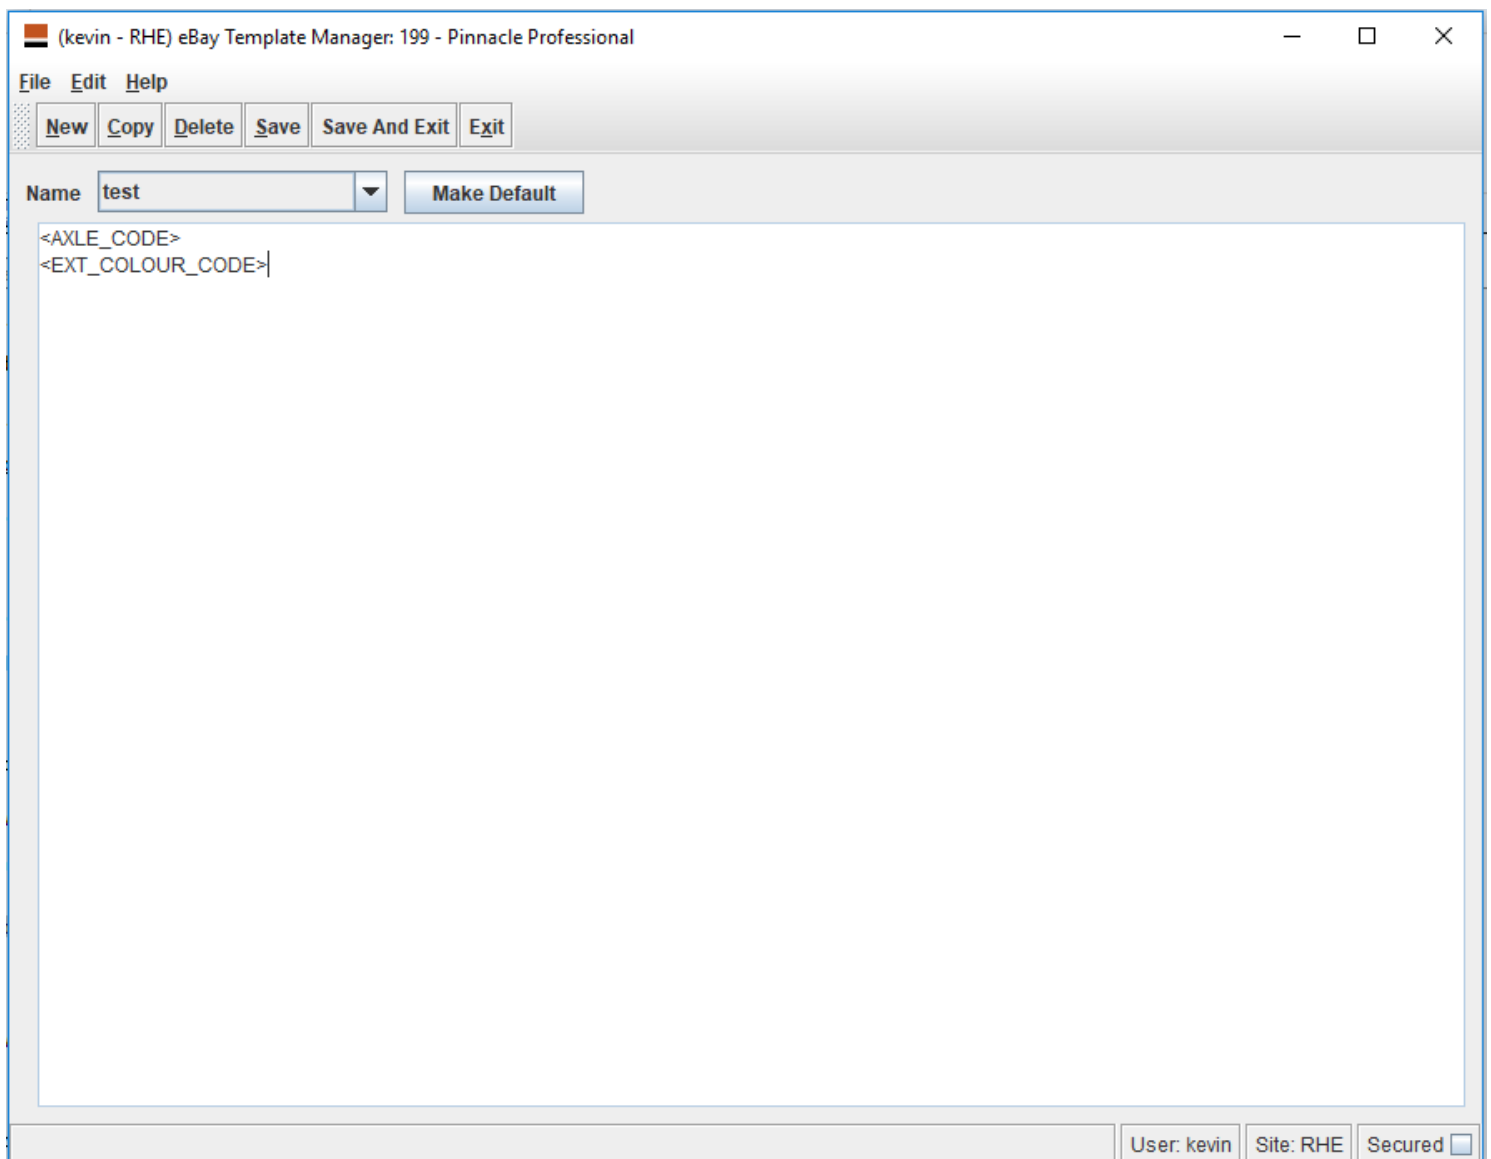 (kevin - RHE) eBay Template Manager: 199 - Pinnacle Professional
File Edit Help
New Copy Delete Save Save And Exit Exit
Name test Make Default
<AXLE_CODE>
<EXT_COLOUR_CODE>
User: kevin Site: RHE Secured